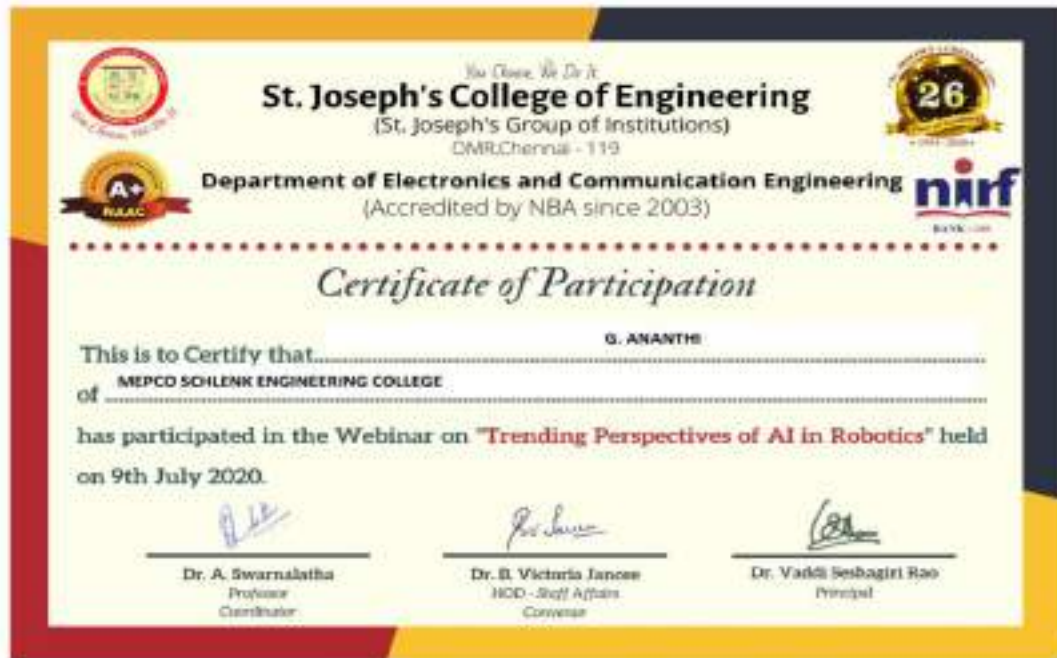 You Choose, We Do It
St. Joseph's College of Engineering
(St. Joseph's Group of Institutions)
OMR,Chennai - 119
Department of Electronics and Communication Engineering
(Accredited by NBA since 2003)
A+
NAAC
26
nirf
RANK
Certificate of Participation
This is to Certify that G. ANANTHI
of MEPCO SCHLENK ENGINEERING COLLEGE
has participated in the Webinar on "Trending Perspectives of AI in Robotics" held
on 9th July 2020.
Dr. A. Swarnalatha
Professor
Coordinator
Dr. B. Victoria Jancee
HOD - Staff Affairs
Convenor
Dr. Vaddi Seshagiri Rao
Principal